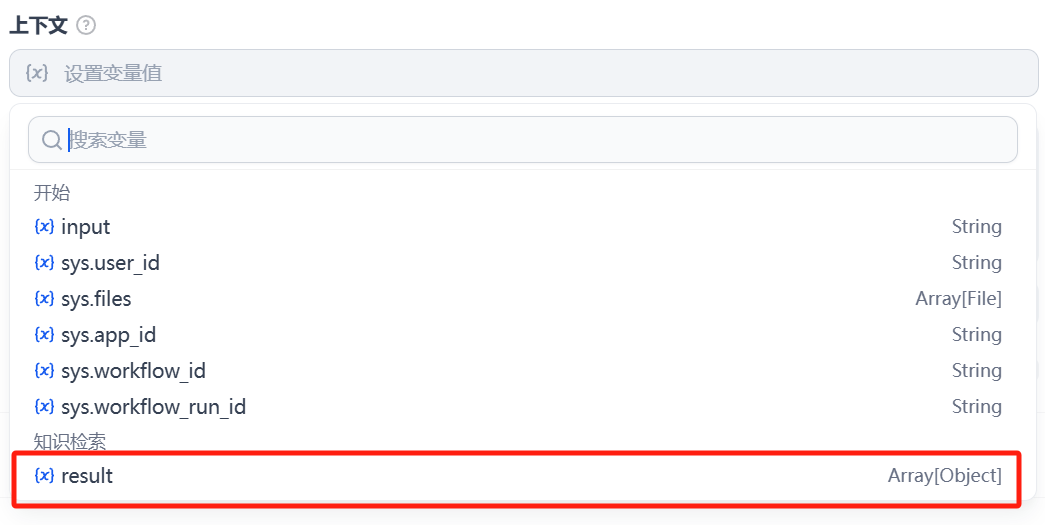 上下文 ?
{x} 设置变量值
搜索变量
开始
{x} input String
{x} sys.user_id String
{x} sys.files Array[File]
{x} sys.app_id String
{x} sys.workflow_id String
{x} sys.workflow_run_id String
知识检索
{x} result Array[Object]